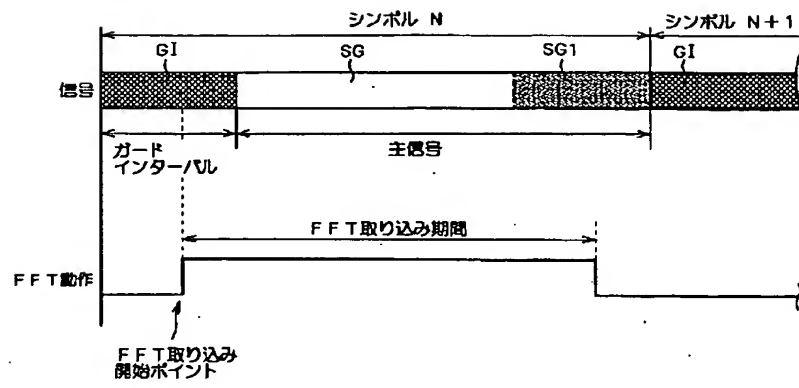 シンボル N
シンボル N+1
GI
SG
SG1
GI
信号
ガード
インターバル
主信号
FFT取り込み期間
FFT動作
FFT取り込み
開始ポイント